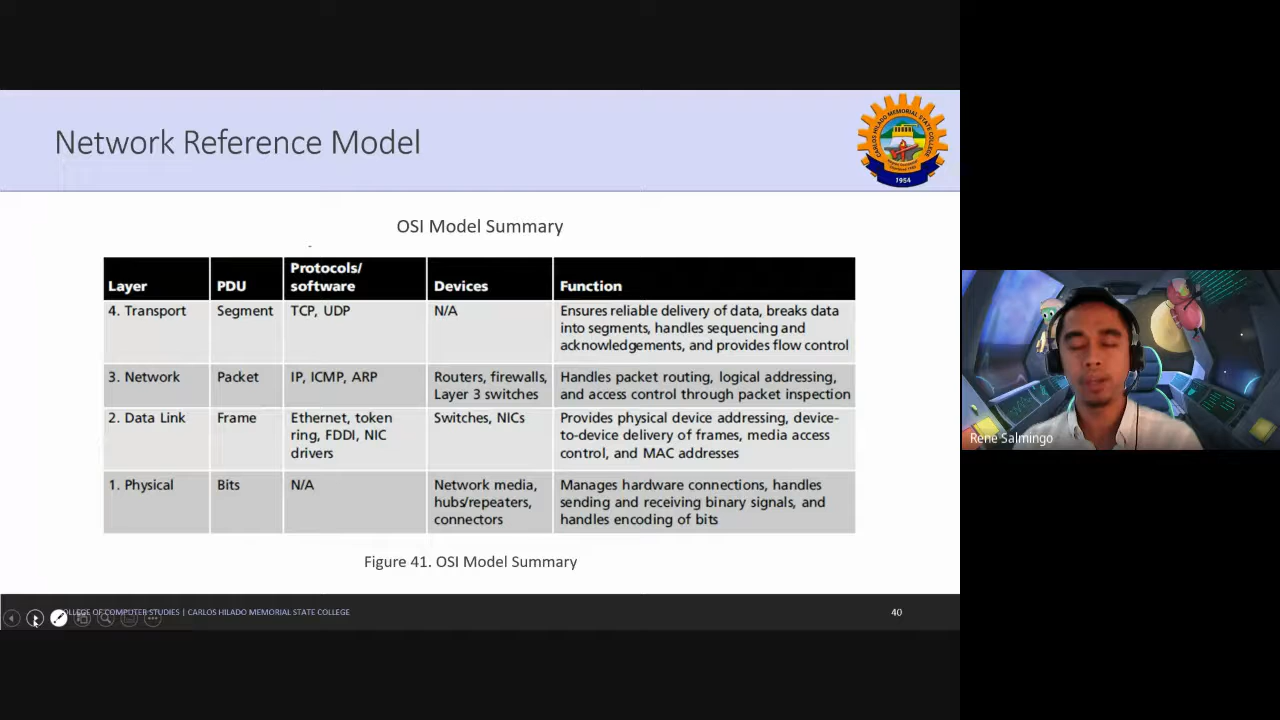 Network Reference Model
CARLOS HILADO MEMORIAL STATE COLLEGE
1954
OSI Model Summary
Layer PDU Protocols/ software Devices Function
4. Transport Segment TCP, UDP N/A Ensures reliable delivery of data, breaks data
into segments, handles sequencing and
acknowledgements, and provides flow control
3. Network Packet IP, ICMP, ARP Routers, firewalls, Handles packet routing, logical addressing,
Layer 3 switches and access control through packet inspection
2. Data Link Frame Ethernet, token Switches, NICs Provides physical device addressing, device-
ring, FDDI, NIC to-device delivery of frames, media access
drivers control, and MAC addresses
1. Physical Bits N/A Network media, Manages hardware connections, handles
hubs/repeaters, sending and receiving binary signals, and
connectors handles encoding of bits
Figure 41. OSI Model Summary
COLLEGE OF COMPUTER STUDIES | CARLOS HILADO MEMORIAL STATE COLLEGE
40
Rene Salmingo